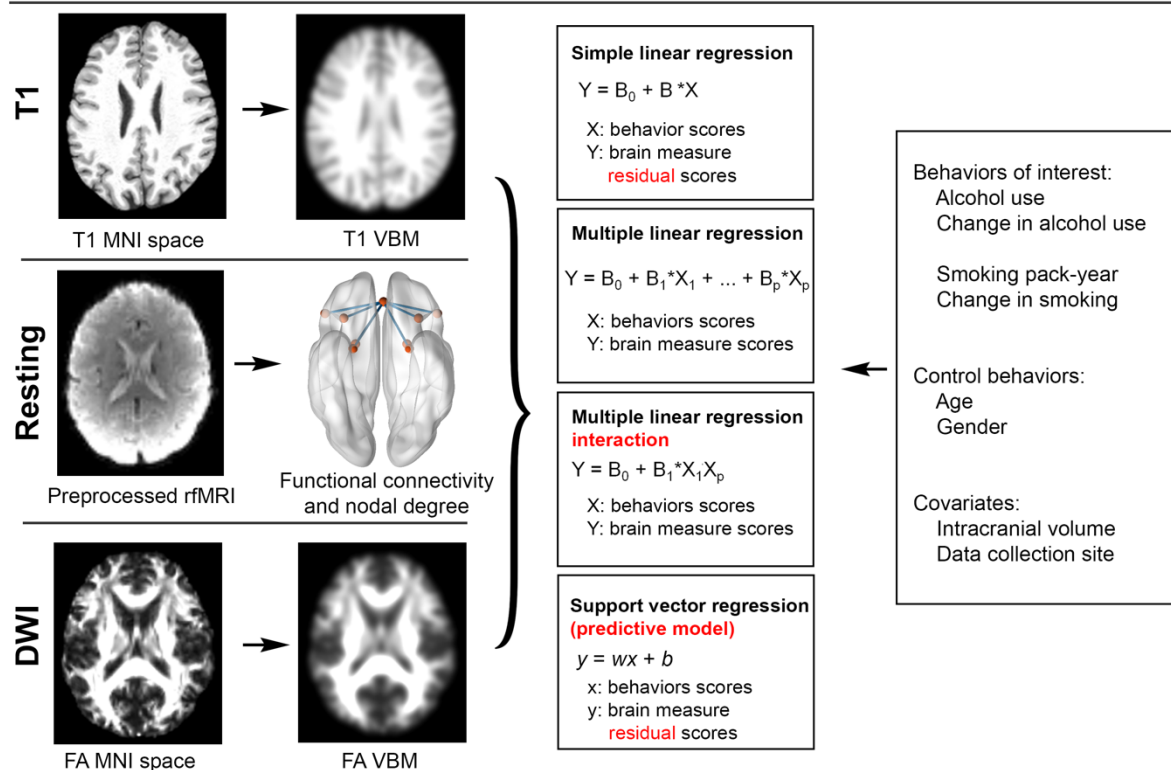 T1
T1 MNI space
T1 VBM
Resting
Preprocessed rfMRI
Functional connectivity
and nodal degree
DWI
FA MNI space
FA VBM
Simple linear regression
Y = B₀ + B *X
X: behavior scores
Y: brain measure
residual scores
Multiple linear regression
Y = B₀ + B₁*X₁ + ... + Bₚ*Xₚ
X: behaviors scores
Y: brain measure scores
Multiple linear regression
interaction
Y = B₀ + B₁*X₁Xₚ
X: behaviors scores
Y: brain measure scores
Support vector regression
(predictive model)
y = wx + b
x: behaviors scores
y: brain measure
residual scores
Behaviors of interest:
Alcohol use
Change in alcohol use
Smoking pack-year
Change in smoking
Control behaviors:
Age
Gender
Covariates:
Intracranial volume
Data collection site